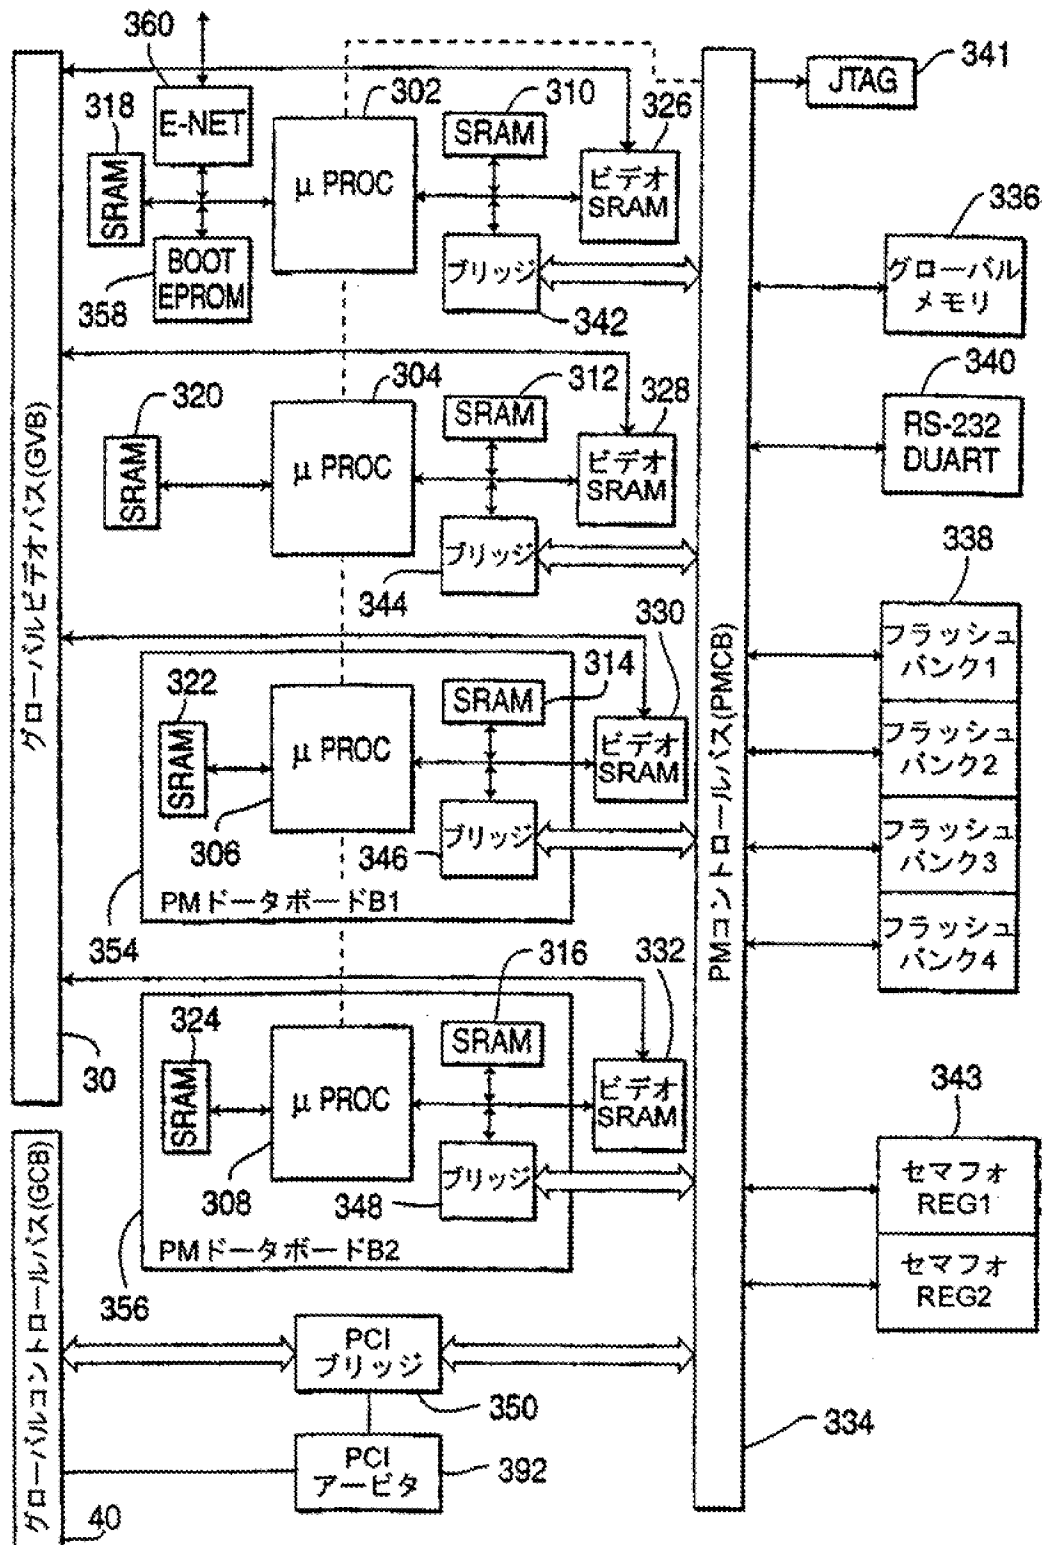 360
318
E-NET
SRAM
358
BOOT
EPROM
302
μ PROC
310
SRAM
326
ビデオ
SRAM
ブリッジ
342
341
JTAG
336
グローバル
メモリ
340
RS-232
DUART
320
SRAM
304
μ PROC
312
SRAM
328
ビデオ
SRAM
344
ブリッジ
338
フラッシュ
バンク1
フラッシュ
バンク2
フラッシュ
バンク3
フラッシュ
バンク4
グローバルビデオバス(GVB)
30
322
SRAM
306
μ PROC
314
SRAM
330
ビデオ
SRAM
346
ブリッジ
PMドータボードB1
354
PMコントロールバス(PMCB)
334
324
SRAM
308
μ PROC
316
SRAM
332
ビデオ
SRAM
348
ブリッジ
PMドータボードB2
356
343
セマフォ
REG1
セマフォ
REG2
グローバルコントロールバス(GCB)
40
PCI
ブリッジ
350
PCI
アービタ
392